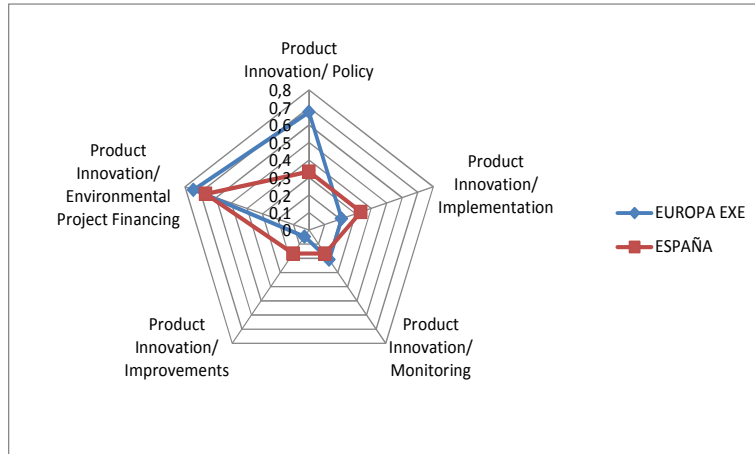 Product
Innovation/ Policy
0,8
0,7
0,6
0,5
0,4
0,3
0,2
0,1
0
Product
Innovation/
Implementation
Product
Innovation/
Monitoring
Product
Innovation/
Improvements
Product
Innovation/
Environmental
Project Financing
EUROPA EXE
ESPAÑA